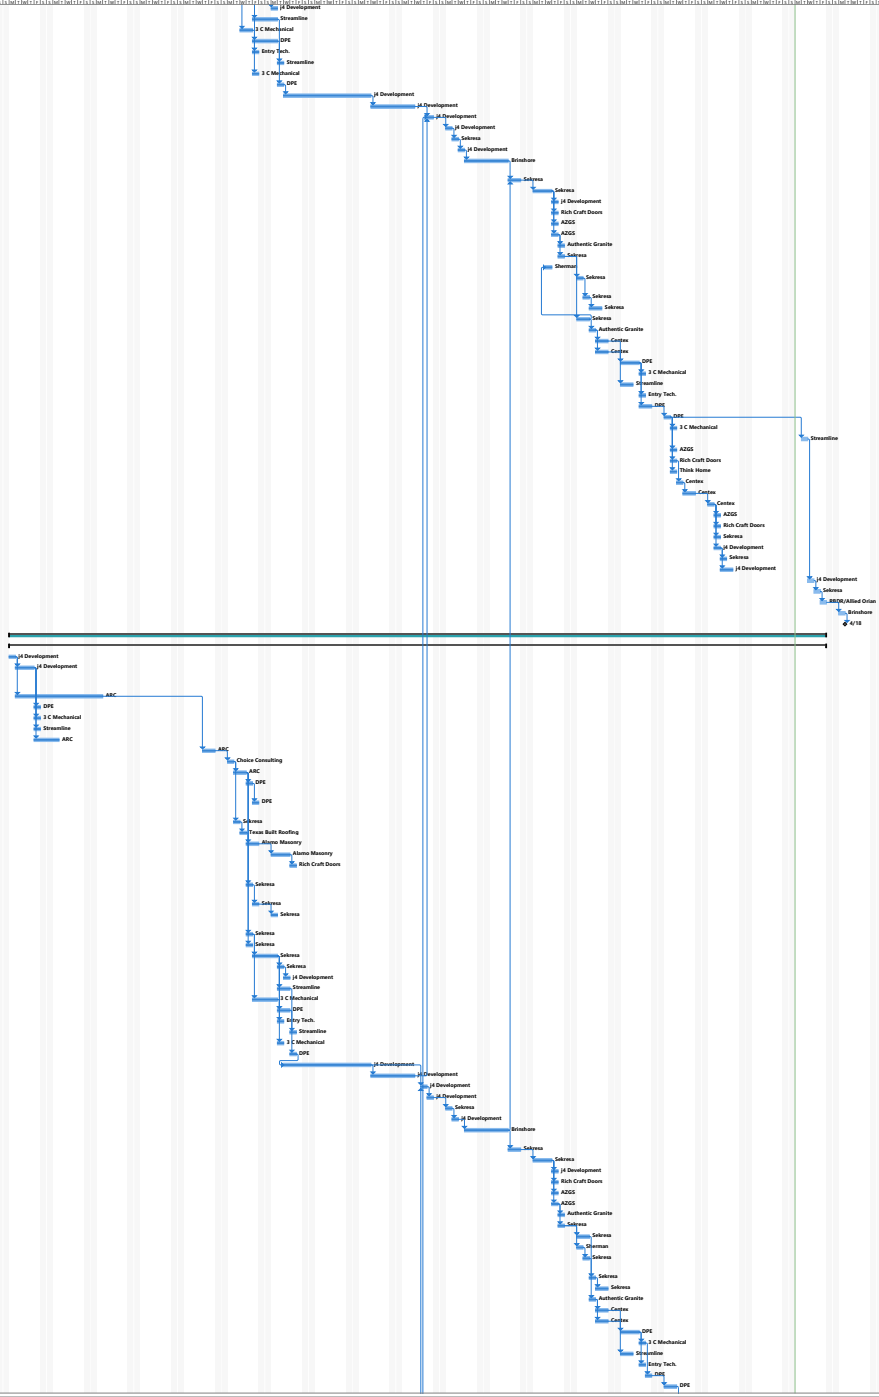 j4 Development
Streamline
3 C Mechanical
DPE
Entry Tech.
Streamline
3 C Mechanical
DPE
j4 Development
j4 Development
j4 Development
j4 Development
Sekresa
j4 Development
Brinshore
Sekresa
Sekresa
j4 Development
Rich Craft Doors
AZGS
AZGS
Authentic Granite
Sekresa
Sherman
Sekresa
Sekresa
Sekresa
Sekresa
Authentic Granite
Centex
Centex
DPE
3 C Mechanical
Streamline
Entry Tech.
DPE
DPE
3 C Mechanical
Streamline
AZGS
Rich Craft Doors
Think Home
Centex
Centex
Centex
AZGS
Rich Craft Doors
Sekresa
j4 Development
Sekresa
j4 Development
j4 Development
Sekresa
Brinshore
4/18
j4 Development
j4 Development
ARC
DPE
3 C Mechanical
Streamline
ARC
ARC
Choice Consulting
ARC
DPE
DPE
Sekresa
Texas Built Roofing
Alamo Masonry
Alamo Masonry
Rich Craft Doors
Sekresa
Sekresa
Sekresa
Sekresa
Sekresa
Sekresa
Sekresa
j4 Development
Streamline
3 C Mechanical
DPE
Entry Tech.
Streamline
3 C Mechanical
DPE
j4 Development
j4 Development
j4 Development
j4 Development
Sekresa
j4 Development
Brinshore
Sekresa
Sekresa
j4 Development
Rich Craft Doors
AZGS
AZGS
Authentic Granite
Sekresa
Sekresa
Sherman
Sekresa
Sekresa
Sekresa
Authentic Granite
Centex
Centex
DPE
3 C Mechanical
Streamline
Entry Tech.
DPE
DPE